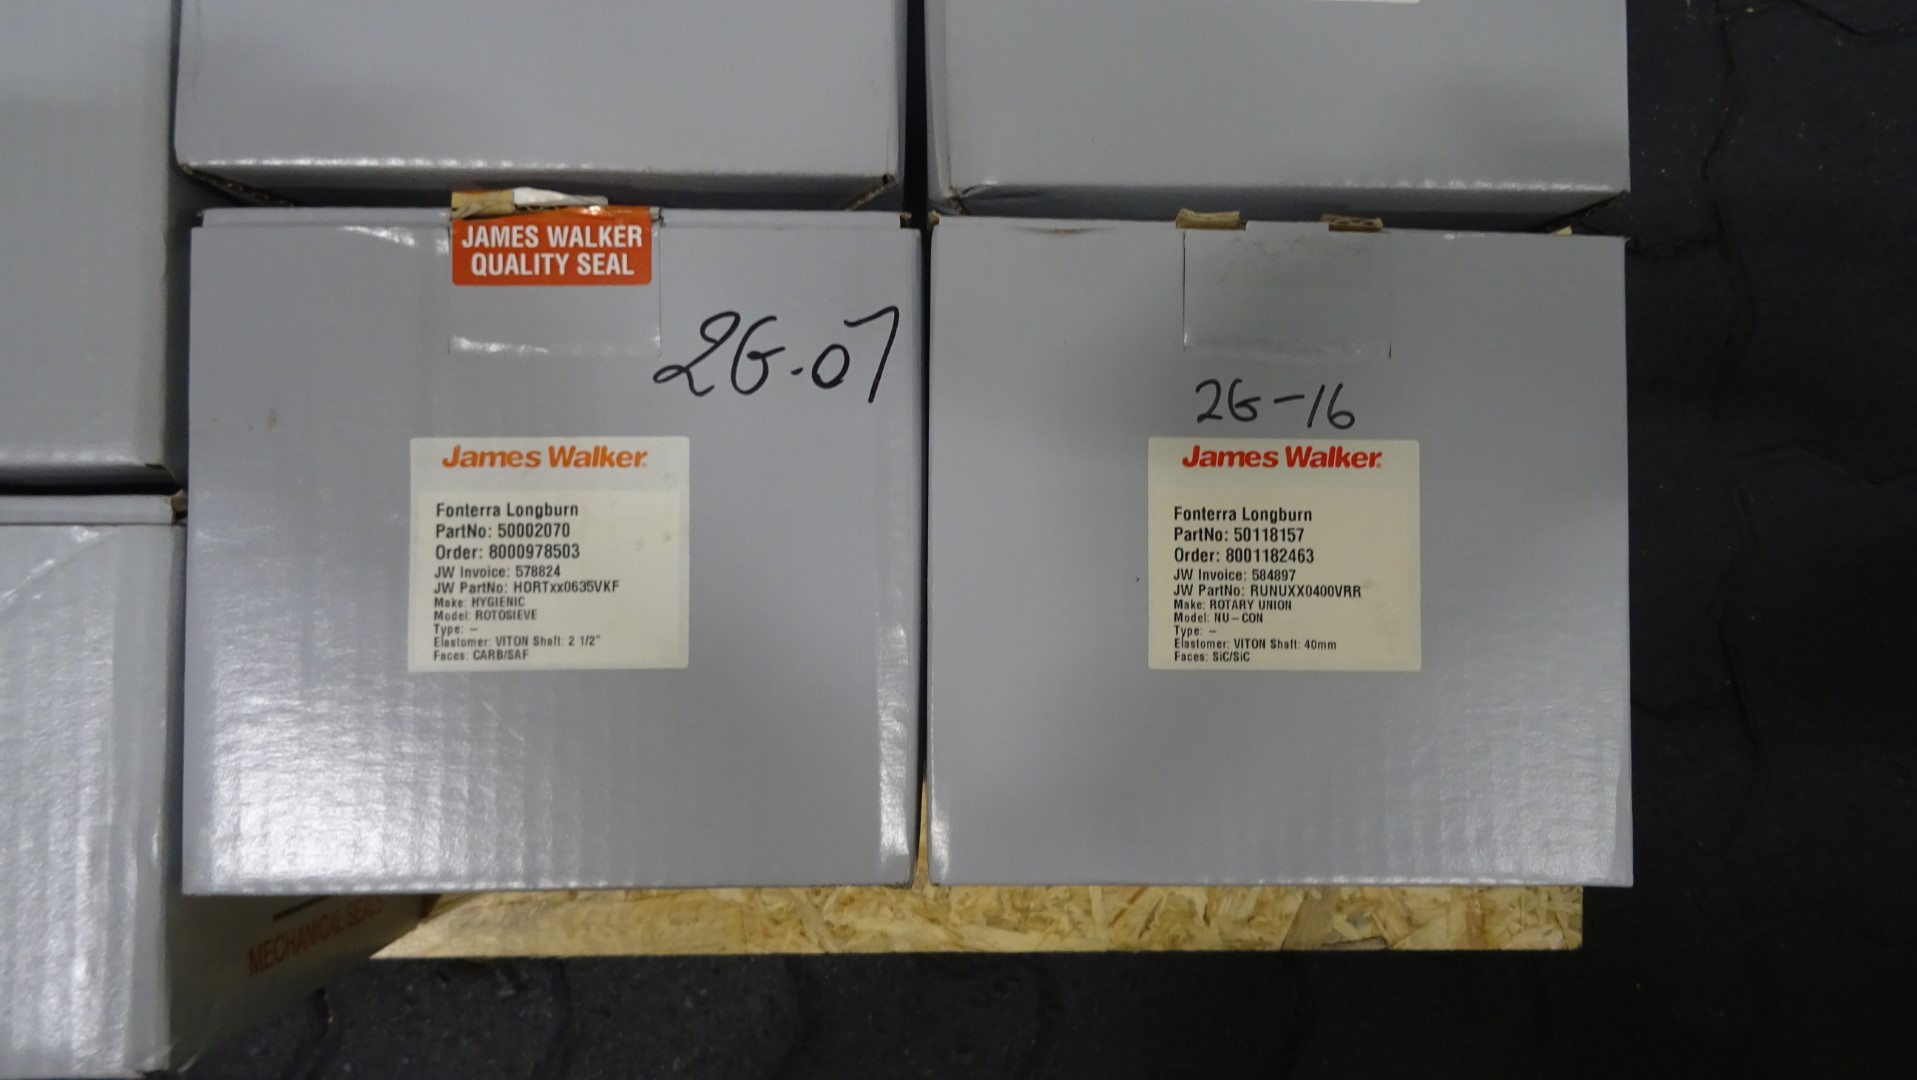 JAMES WALKER
QUALITY SEAL
2G-07
James Walker
Fonterra Longburn
PartNo: 50002070
Order: 8000978503
JW Invoice: 578824
JW PartNo: HORTxx0635VKF
Make: HYGIENIC
Model: ROTOSIEVE
Type: –
Elastomer: VITON Shaft: 2 1/2"
Faces: CARB/SAF
2G-16
James Walker
Fonterra Longburn
PartNo: 50118157
Order: 8001182463
JW Invoice: 584897
JW PartNo: RUNUXX0400VRR
Make: ROTARY UNION
Model: NU-CON
Type: –
Elastomer: VITON Shaft: 40mm
Faces: SiC/SiC
MECHANICAL SEALS